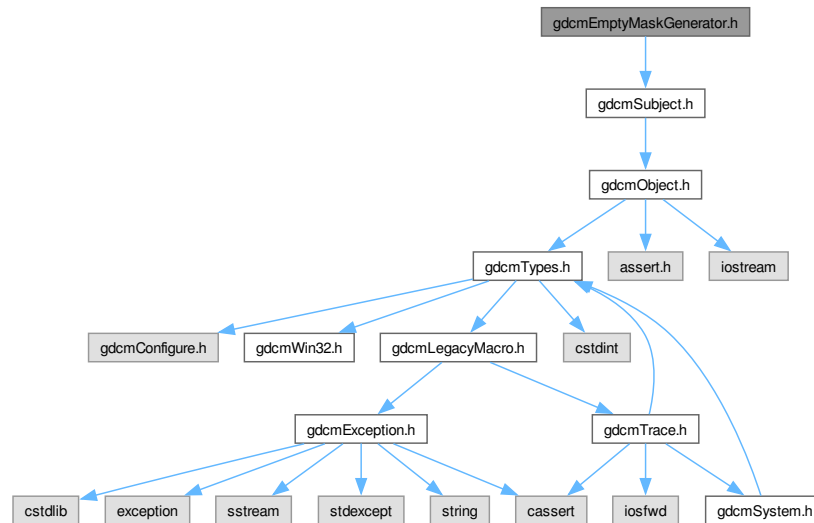 gdcmEmptyMaskGenerator.h
gdcmSubject.h
gdcmObject.h
gdcmTypes.h
assert.h
iostream
gdcmConfigure.h
gdcmWin32.h
gdcmLegacyMacro.h
cstdint
gdcmException.h
gdcmTrace.h
cstdlib
exception
sstream
stdexcept
string
cassert
iosfwd
gdcmSystem.h